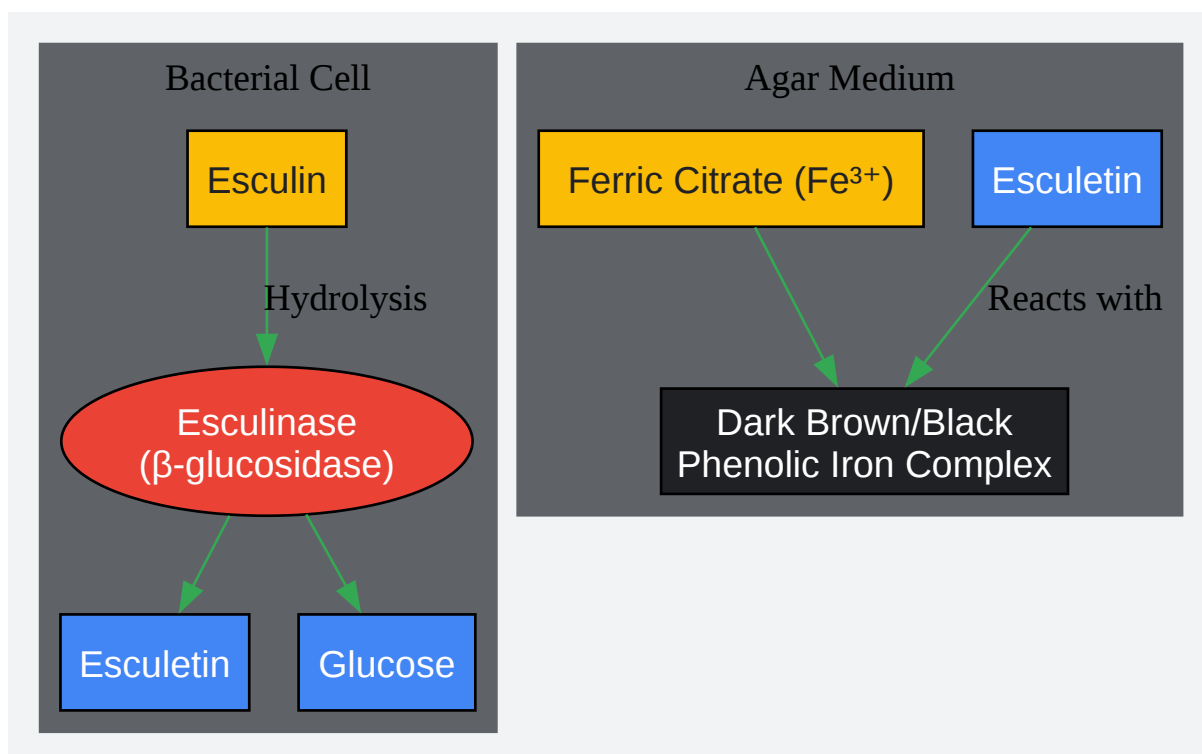 Bacterial Cell
Esculin
Hydrolysis
Esculinase
(β-glucosidase)
Esculetin
Glucose
Agar Medium
Ferric Citrate (Fe³⁺)
Esculetin
Reacts with
Dark Brown/Black
Phenolic Iron Complex